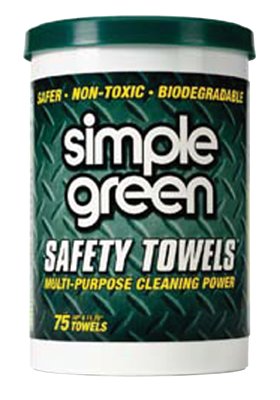 SAFER · NON-TOXIC · BIODEGRADABLE
simple
green
SAFETY TOWELS
MULTI-PURPOSE CLEANING POWER
75 TOWELS